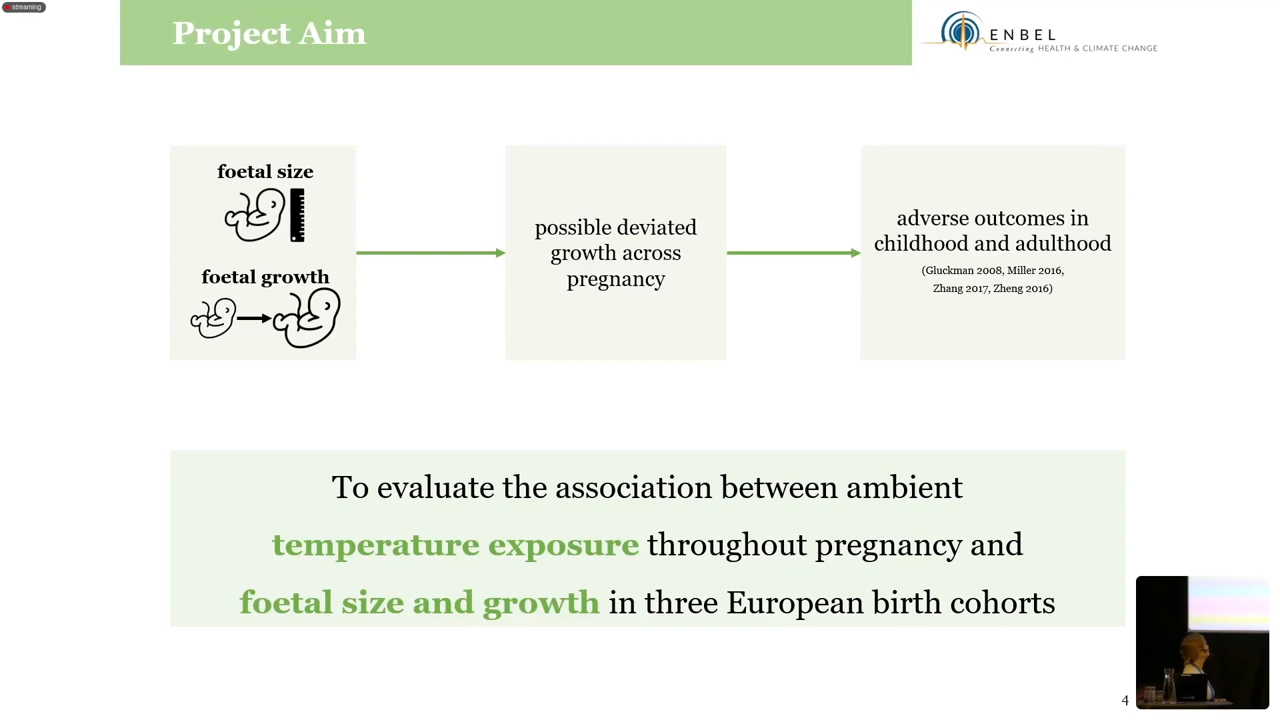 streaming
Project Aim
ENBEL
Connecting HEALTH & CLIMATE CHANGE
foetal size
foetal growth
possible deviated
growth across
pregnancy
adverse outcomes in
childhood and adulthood
(Gluckman 2008, Miller 2016,
Zhang 2017, Zheng 2016)
To evaluate the association between ambient
temperature exposure throughout pregnancy and
foetal size and growth in three European birth cohorts
4